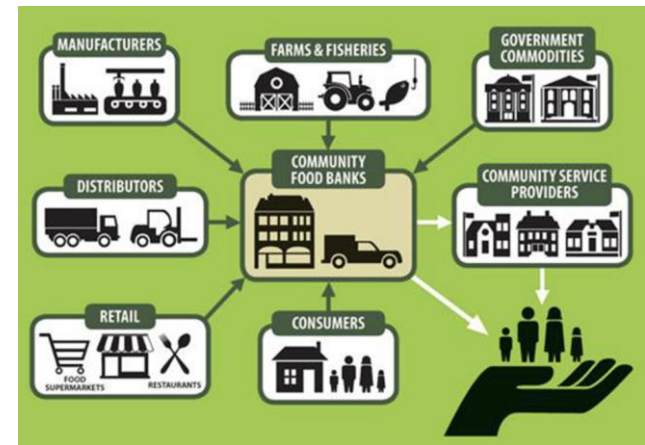 MANUFACTURERS
FARMS & FISHERIES
GOVERNMENT
COMMODITIES
DISTRIBUTORS
COMMUNITY
FOOD BANKS
COMMUNITY SERVICE
PROVIDERS
RETAIL
FOOD
SUPERMARKETS
RESTAURANTS
CONSUMERS